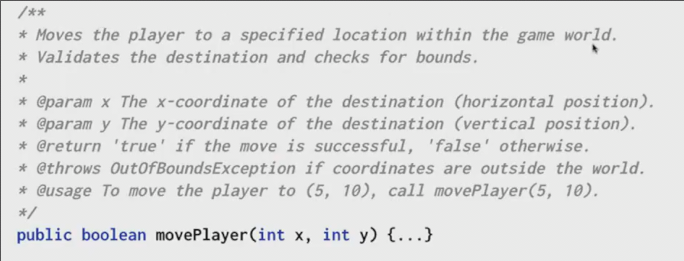 /**
* Moves the player to a specified location within the game world.
* Validates the destination and checks for bounds.
*
* @param x The x-coordinate of the destination (horizontal position).
* @param y The y-coordinate of the destination (vertical position).
* @return 'true' if the move is successful, 'false' otherwise.
* @throws OutOfBoundsException if coordinates are outside the world.
* @usage To move the player to (5, 10), call movePlayer(5, 10).
*/
public boolean movePlayer(int x, int y) {...}